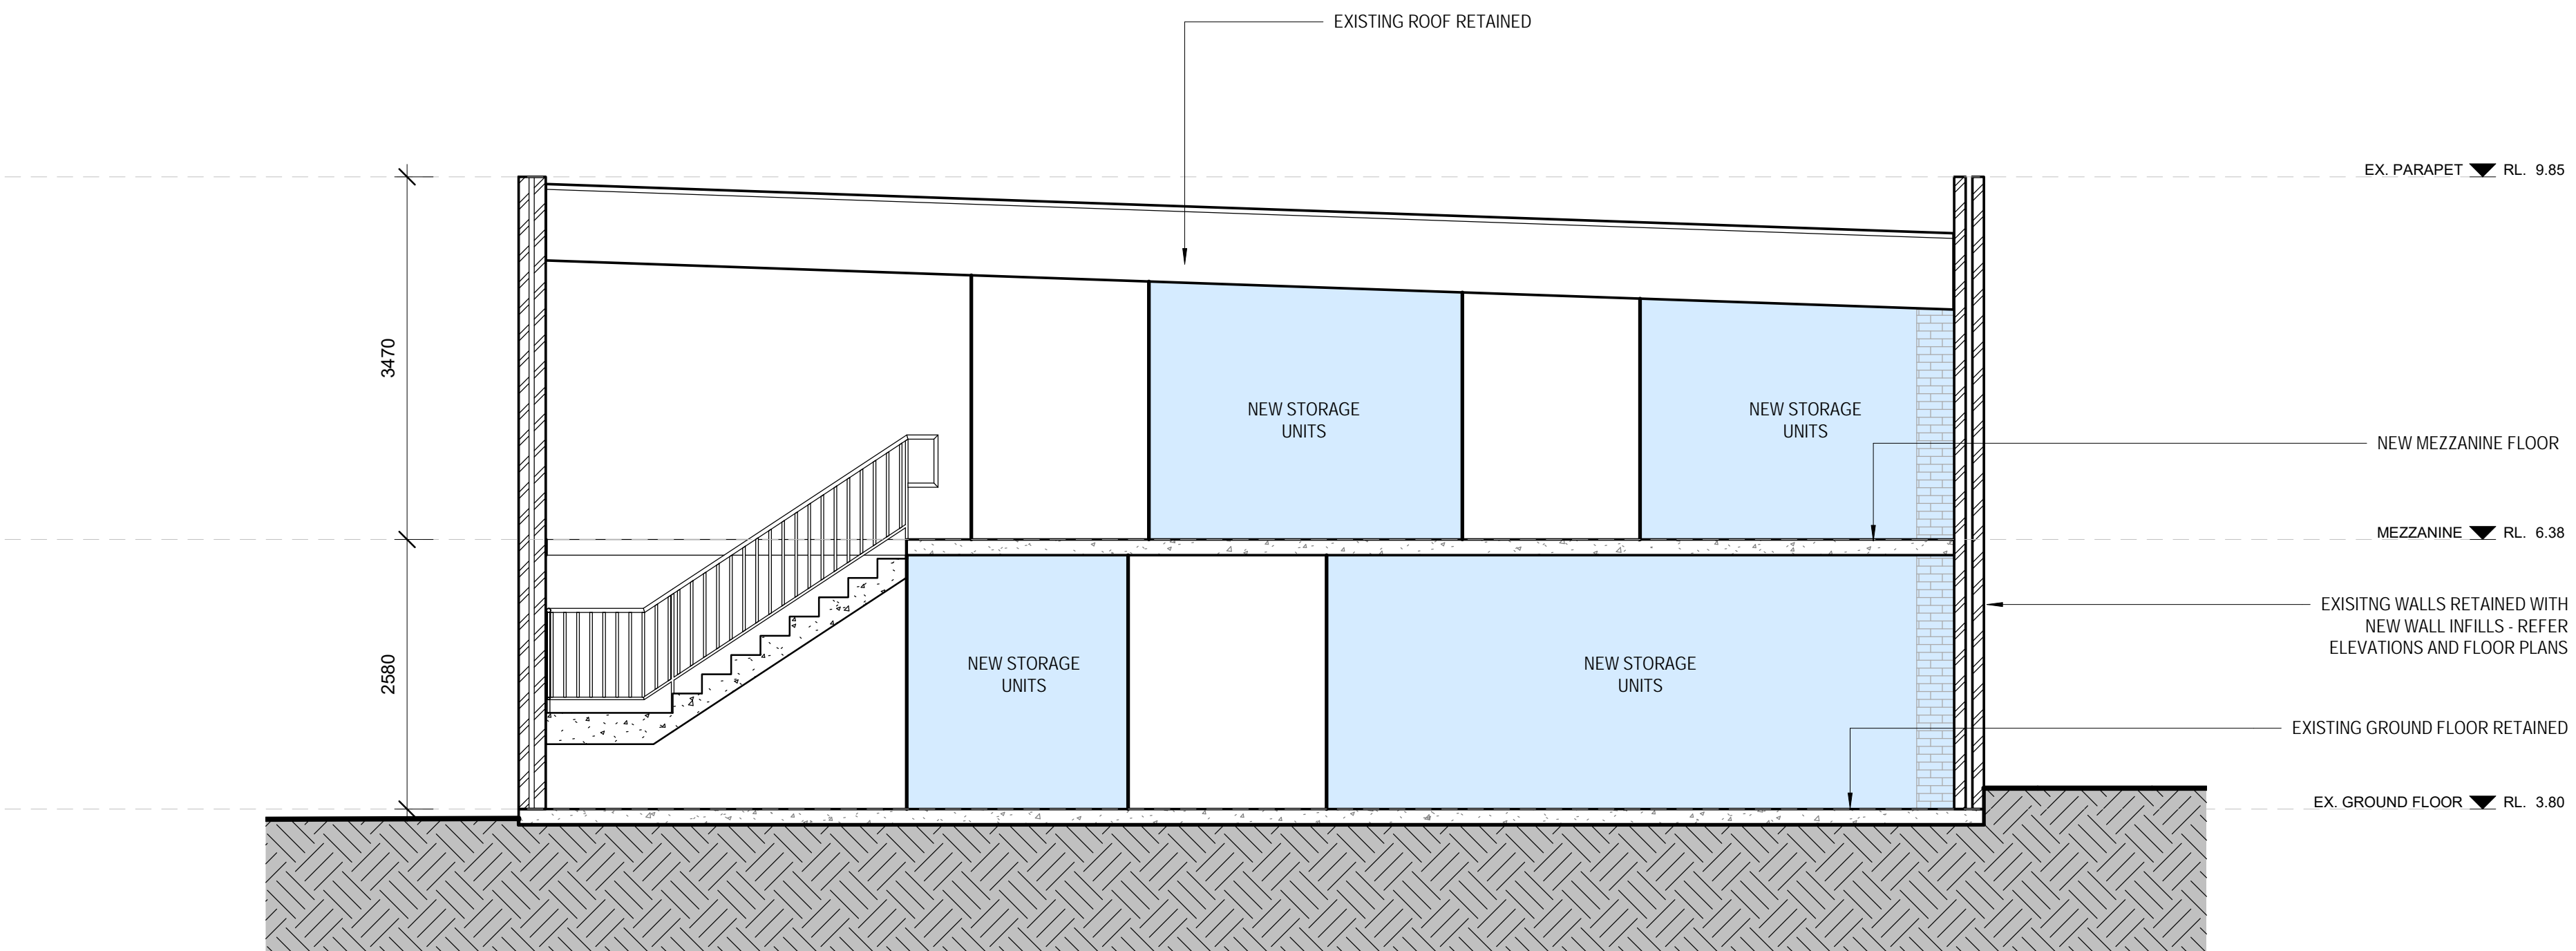 EXISTING ROOF RETAINED
EX. PARAPET RL. 9.85
3470
NEW STORAGE
UNITS
NEW STORAGE
UNITS
NEW MEZZANINE FLOOR
MEZZANINE RL. 6.38
EXISITNG WALLS RETAINED WITH
NEW WALL INFILLS - REFER
ELEVATIONS AND FLOOR PLANS
2580
NEW STORAGE
UNITS
NEW STORAGE
UNITS
EXISTING GROUND FLOOR RETAINED
EX. GROUND FLOOR RL. 3.80